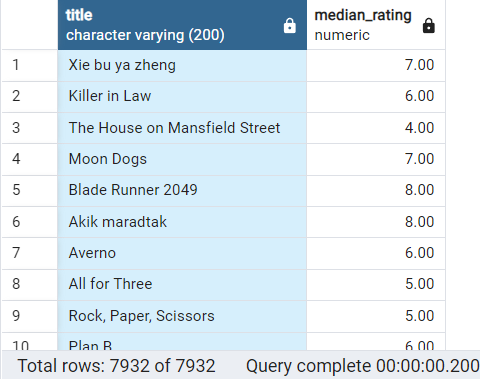 title median_rating
character varying (200) numeric
1 Xie bu ya zheng 7.00
2 Killer in Law 6.00
3 The House on Mansfield Street 4.00
4 Moon Dogs 7.00
5 Blade Runner 2049 8.00
6 Akik maradtak 8.00
7 Averno 6.00
8 All for Three 5.00
9 Rock, Paper, Scissors 5.00
10 Plan B 6.00
Total rows: 7932 of 7932 Query complete 00:00:00.200